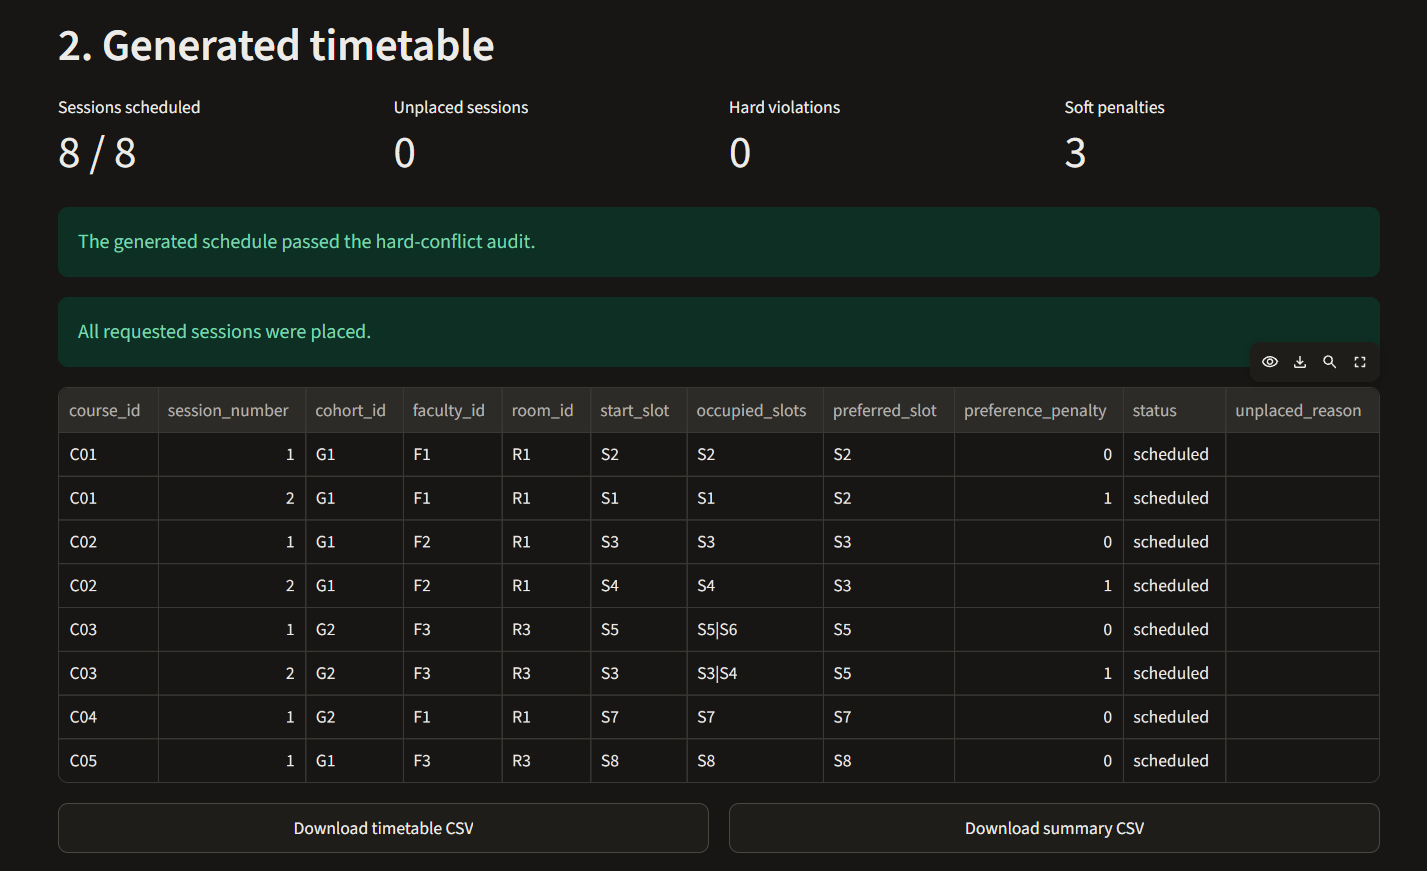 2. Generated timetable
Sessions scheduled Unplaced sessions Hard violations Soft penalties
8 / 8 0 0 3
The generated schedule passed the hard-conflict audit.
All requested sessions were placed.
course_id session_number cohort_id faculty_id room_id start_slot occupied_slots preferred_slot preference_penalty status unplaced_reason
C01 1 G1 F1 R1 S2 S2 S2 0 scheduled
C01 2 G1 F1 R1 S1 S1 S2 1 scheduled
C02 1 G1 F2 R1 S3 S3 S3 0 scheduled
C02 2 G1 F2 R1 S4 S4 S3 1 scheduled
C03 1 G2 F3 R3 S5 S5|S6 S5 0 scheduled
C03 2 G2 F3 R3 S3 S3|S4 S5 1 scheduled
C04 1 G2 F1 R1 S7 S7 S7 0 scheduled
C05 1 G1 F3 R3 S8 S8 S8 0 scheduled
Download timetable CSV Download summary CSV